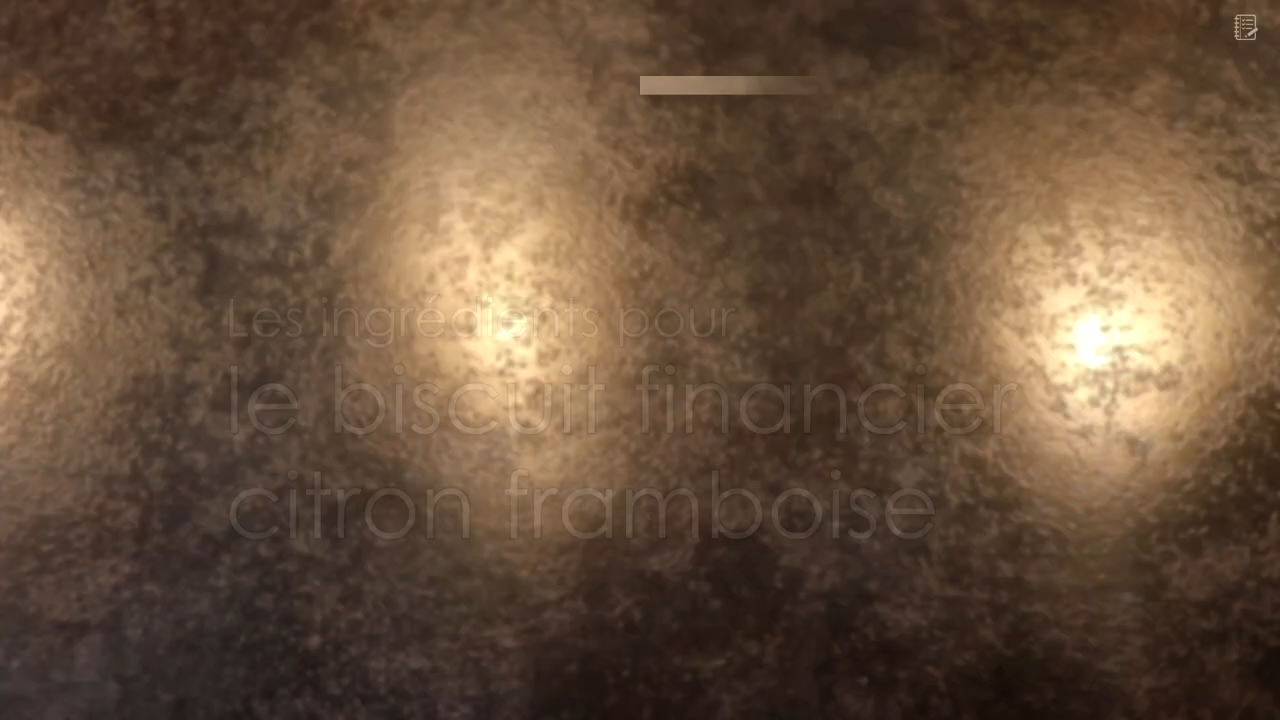 Les ingrédients pour
le biscuit financier
citron framboise